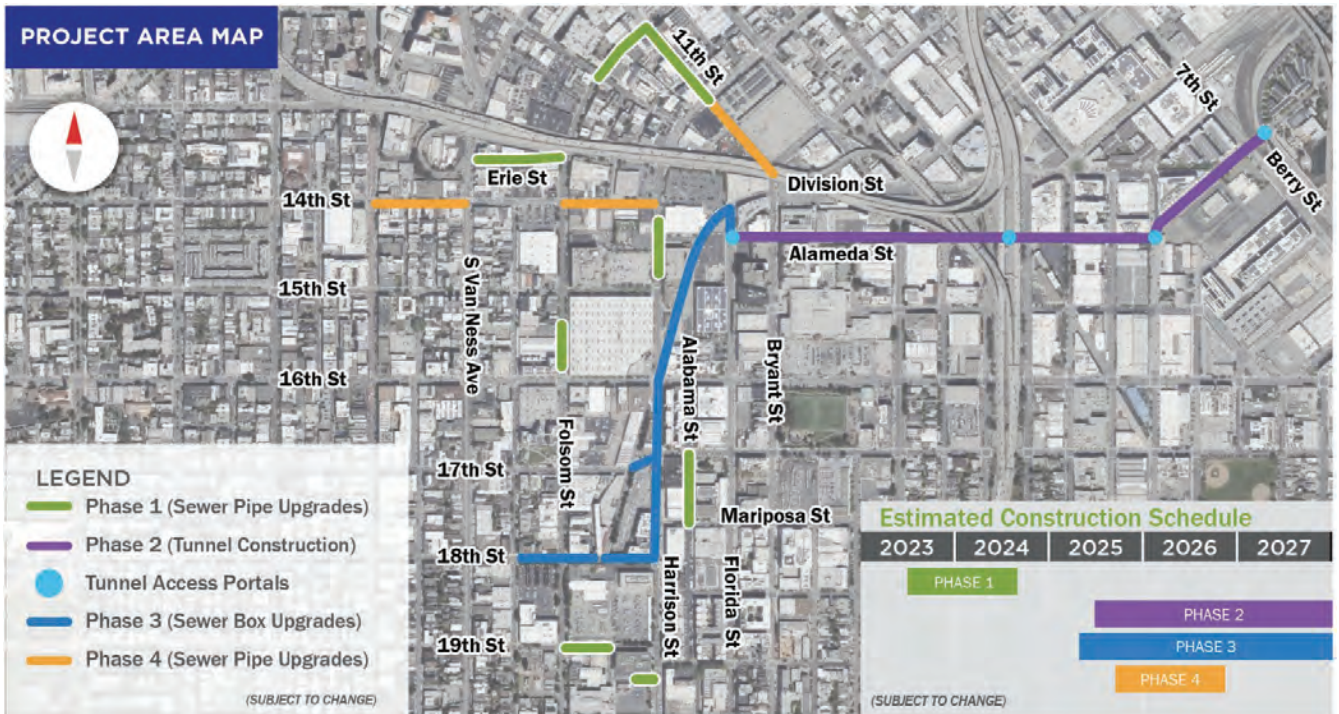 PROJECT AREA MAP
11th St
7th St
Berry St
Erie St
Division St
14th St
Alameda St
S Van Ness Ave
15th St
16th St
Alabama St
Bryant St
Folsom St
17th St
Mariposa St
18th St
Harrison St
Florida St
19th St
LEGEND
Phase 1 (Sewer Pipe Upgrades)
Phase 2 (Tunnel Construction)
Tunnel Access Portals
Phase 3 (Sewer Box Upgrades)
Phase 4 (Sewer Pipe Upgrades)
(SUBJECT TO CHANGE)
Estimated Construction Schedule
2023 2024 2025 2026 2027
PHASE 1
PHASE 2
PHASE 3
PHASE 4
(SUBJECT TO CHANGE)